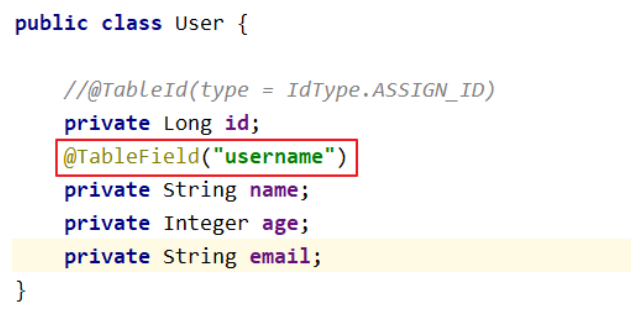 public class User {
//@TableId(type = IdType.ASSIGN_ID)
private Long id;
@TableField("username")
private String name;
private Integer age;
private String email;
}